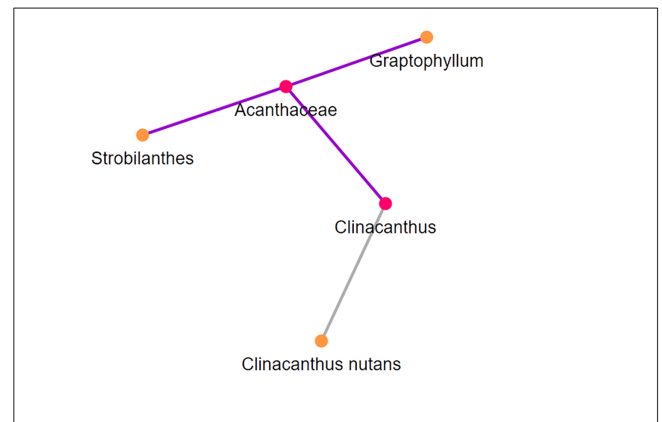 Graptophyllum
Acanthaceae
Strobilanthes
Clinacanthus
Clinacanthus nutans